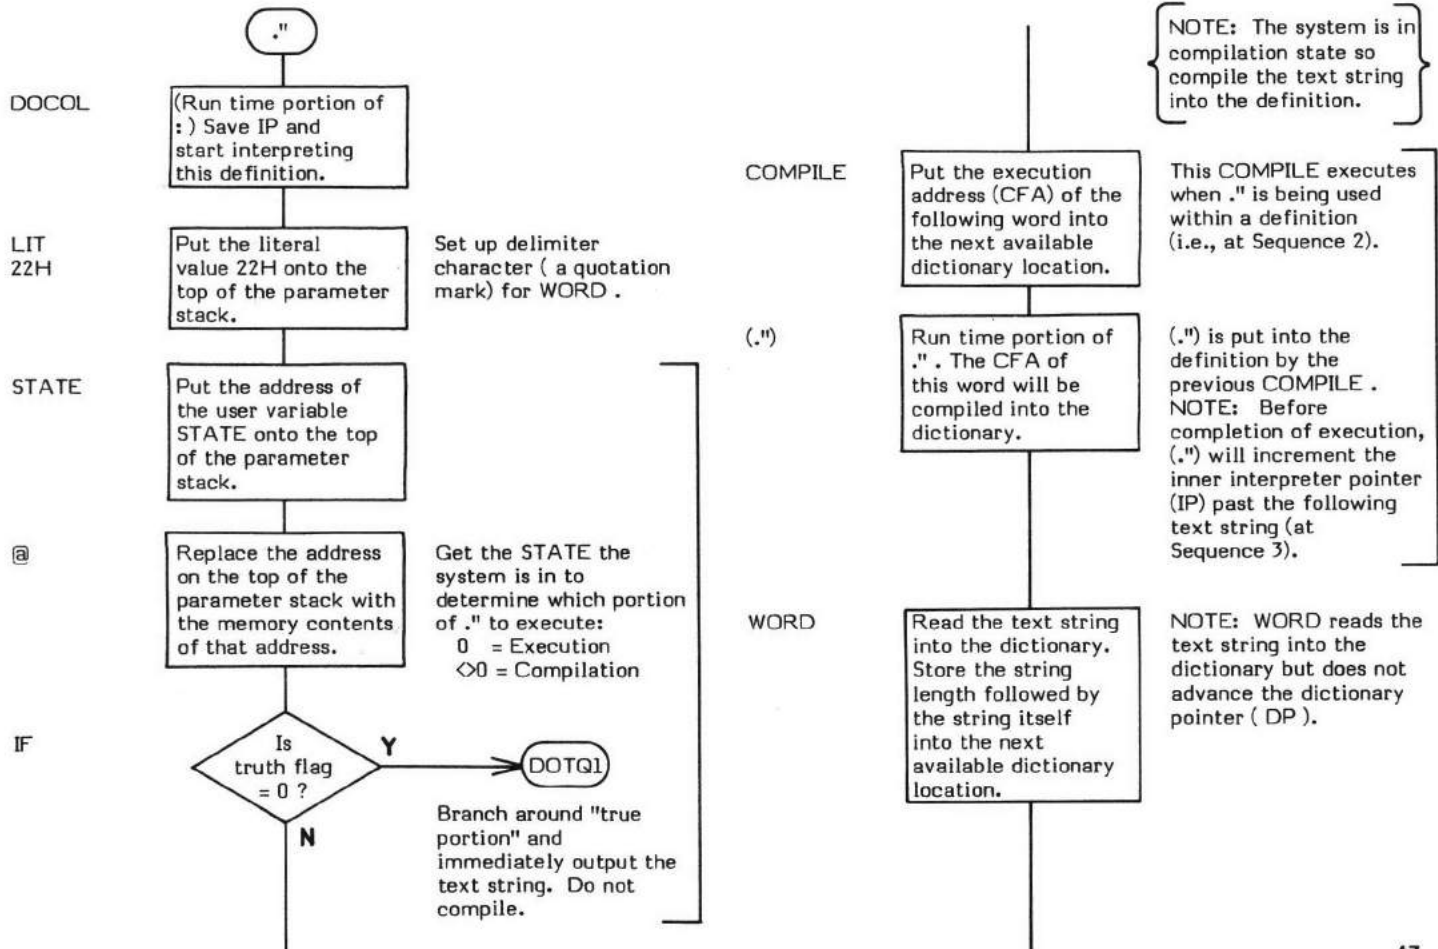 ."
DOCOL
(Run time portion of
: ) Save IP and
start interpreting
this definition.
LIT
22H
Put the literal
value 22H onto the
top of the parameter
stack.
Set up delimiter
character ( a quotation
mark) for WORD .
STATE
Put the address of
the user variable
STATE onto the top
of the parameter
stack.
@
Replace the address
on the top of the
parameter stack with
the memory contents
of that address.
Get the STATE the
system is in to
determine which portion
of ." to execute:
0 = Execution
<>0 = Compilation
IF
Is
truth flag
= 0 ?
Y
DOTQ1
N
Branch around "true
portion" and
immediately output the
text string. Do not
compile.
NOTE: The system is in
compilation state so
compile the text string
into the definition.
COMPILE
Put the execution
address (CFA) of the
following word into
the next available
dictionary location.
This COMPILE executes
when ." is being used
within a definition
(i.e., at Sequence 2).
(.")
Run time portion of
." . The CFA of
this word will be
compiled into the
dictionary.
(.") is put into the
definition by the
previous COMPILE .
NOTE: Before
completion of execution,
(.") will increment the
inner interpreter pointer
(IP) past the following
text string (at
Sequence 3).
WORD
Read the text string
into the dictionary.
Store the string
length followed by
the string itself
into the next
available dictionary
location.
NOTE: WORD reads the
text string into the
dictionary but does not
advance the dictionary
pointer ( DP ).